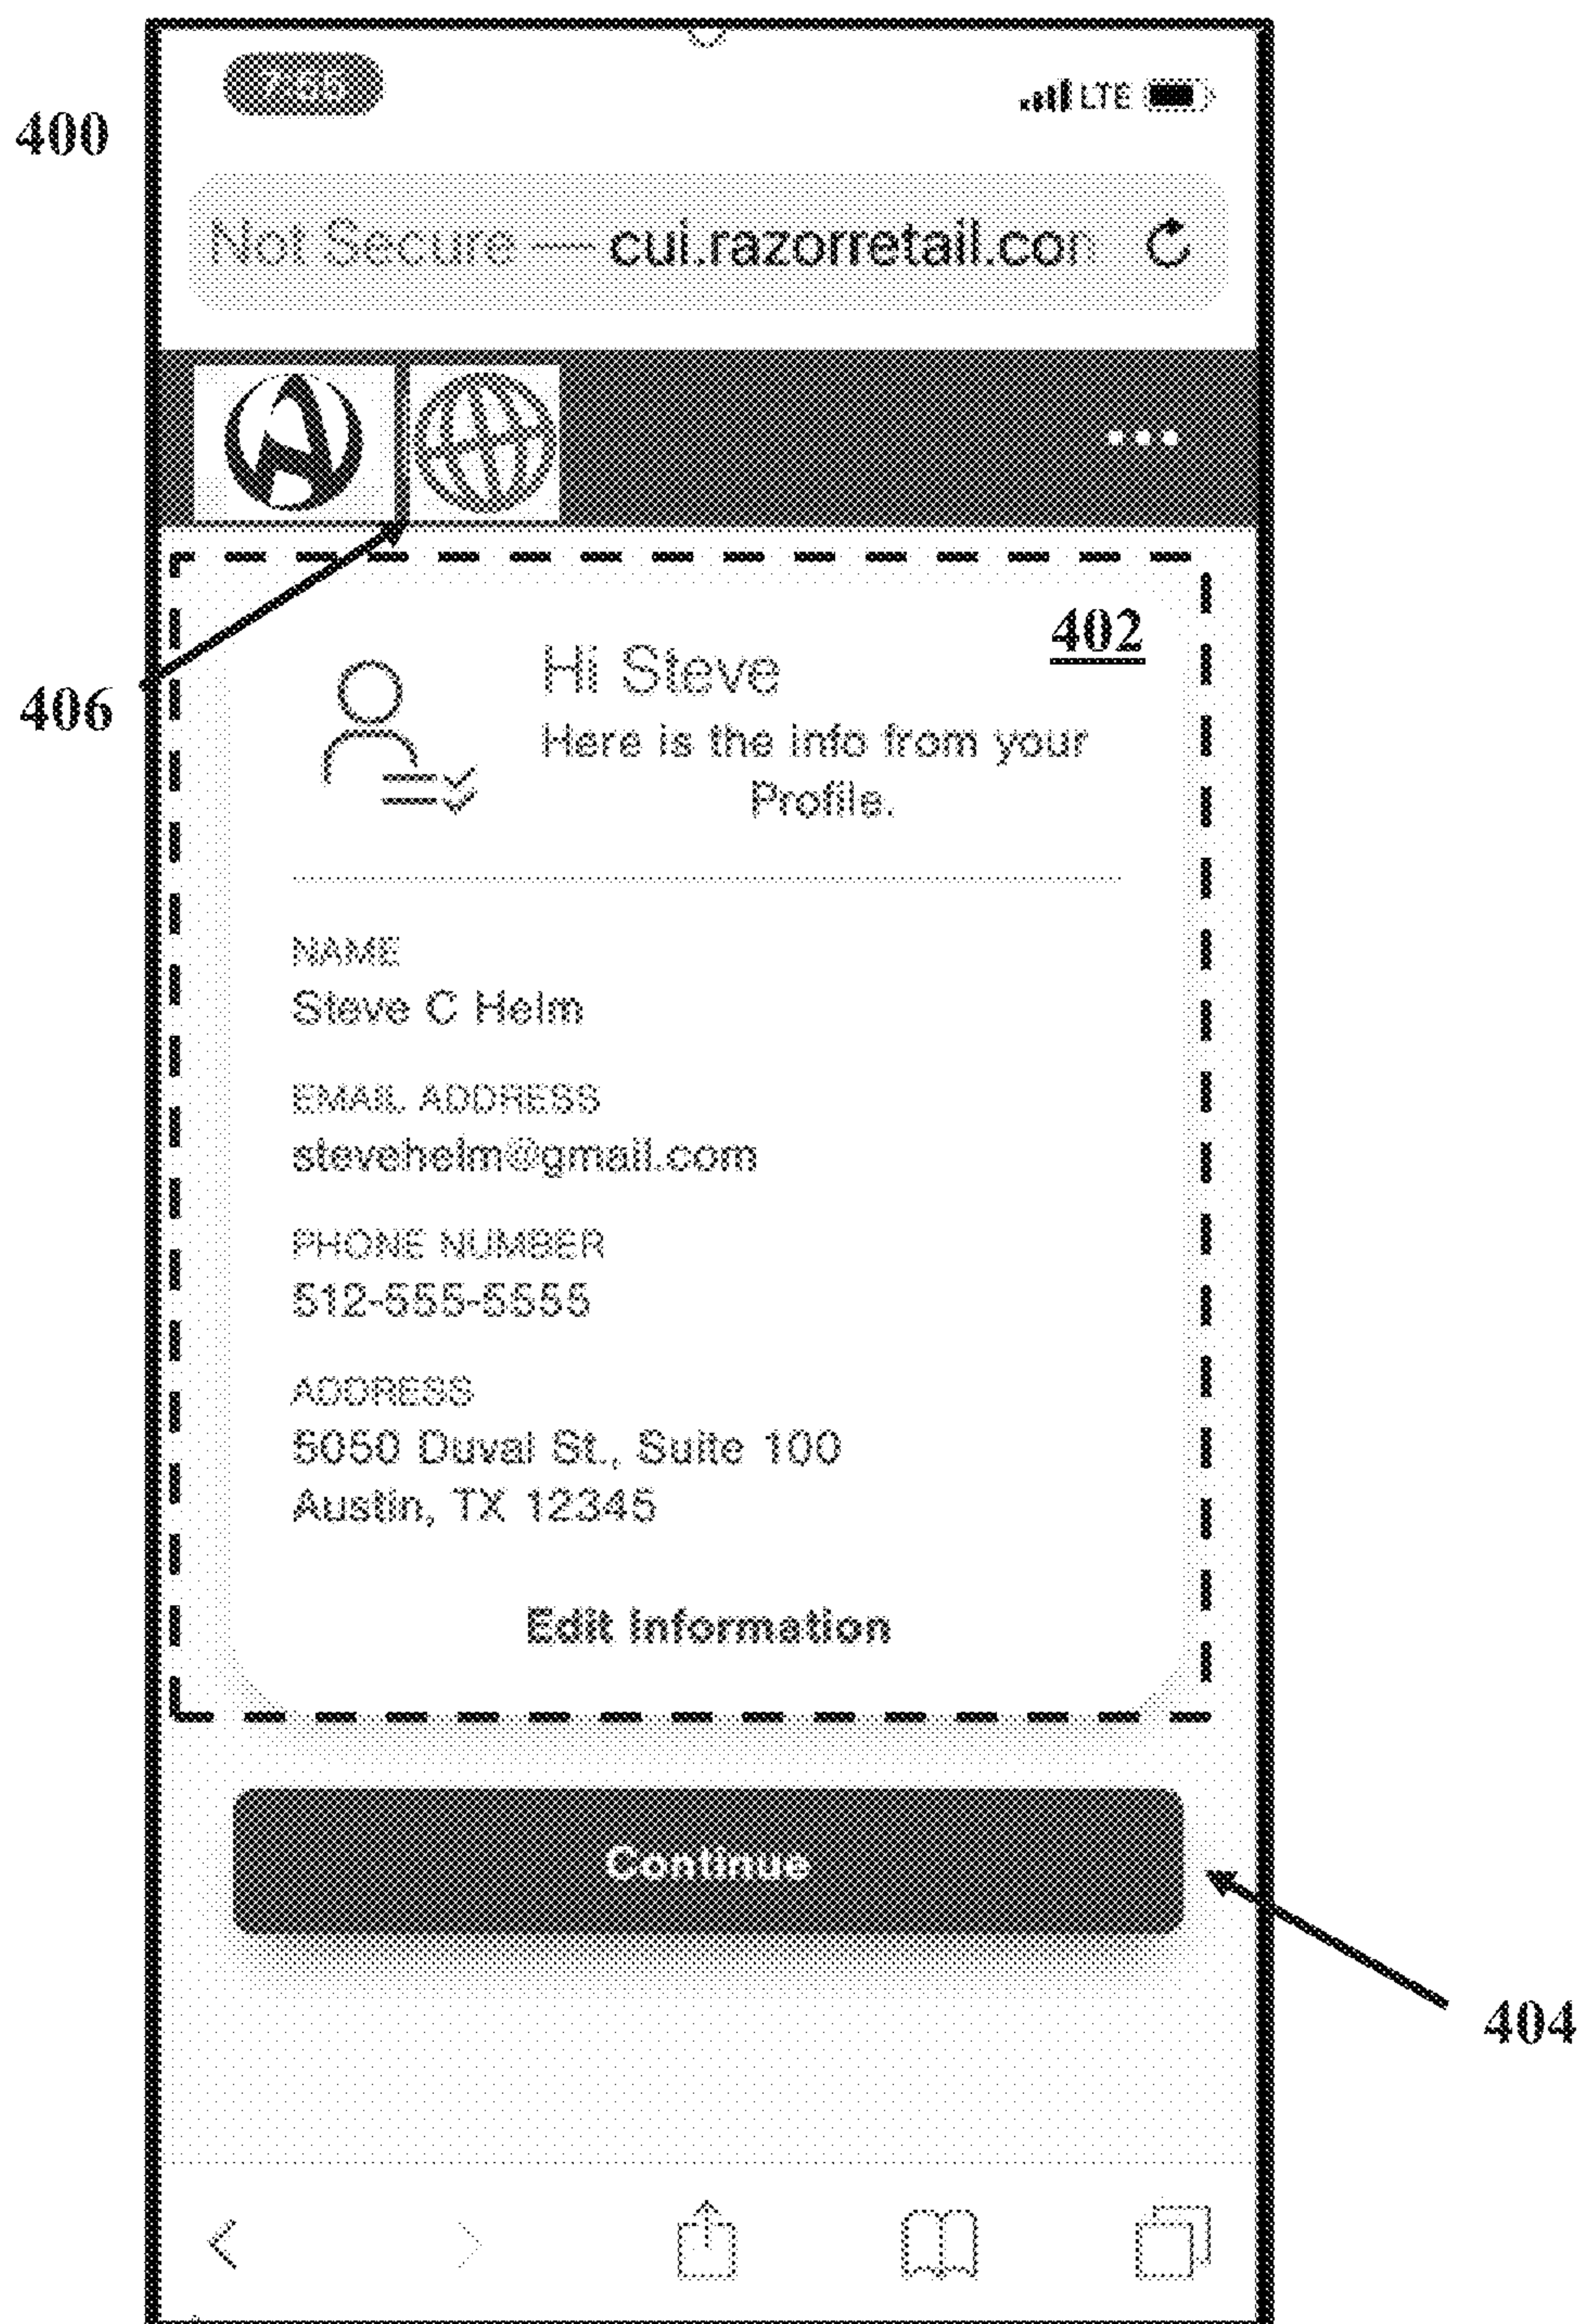 400
LTE
Not Secure — cui.razorretail.com
402
Hi Steve
Here is the info from your
Profile.
406
NAME
Steve C Helm
EMAIL ADDRESS
stevehelm@gmail.com
PHONE NUMBER
512-555-5555
ADDRESS
5050 Duval St., Suite 100
Austin, TX 12345
Edit Information
Continue
404